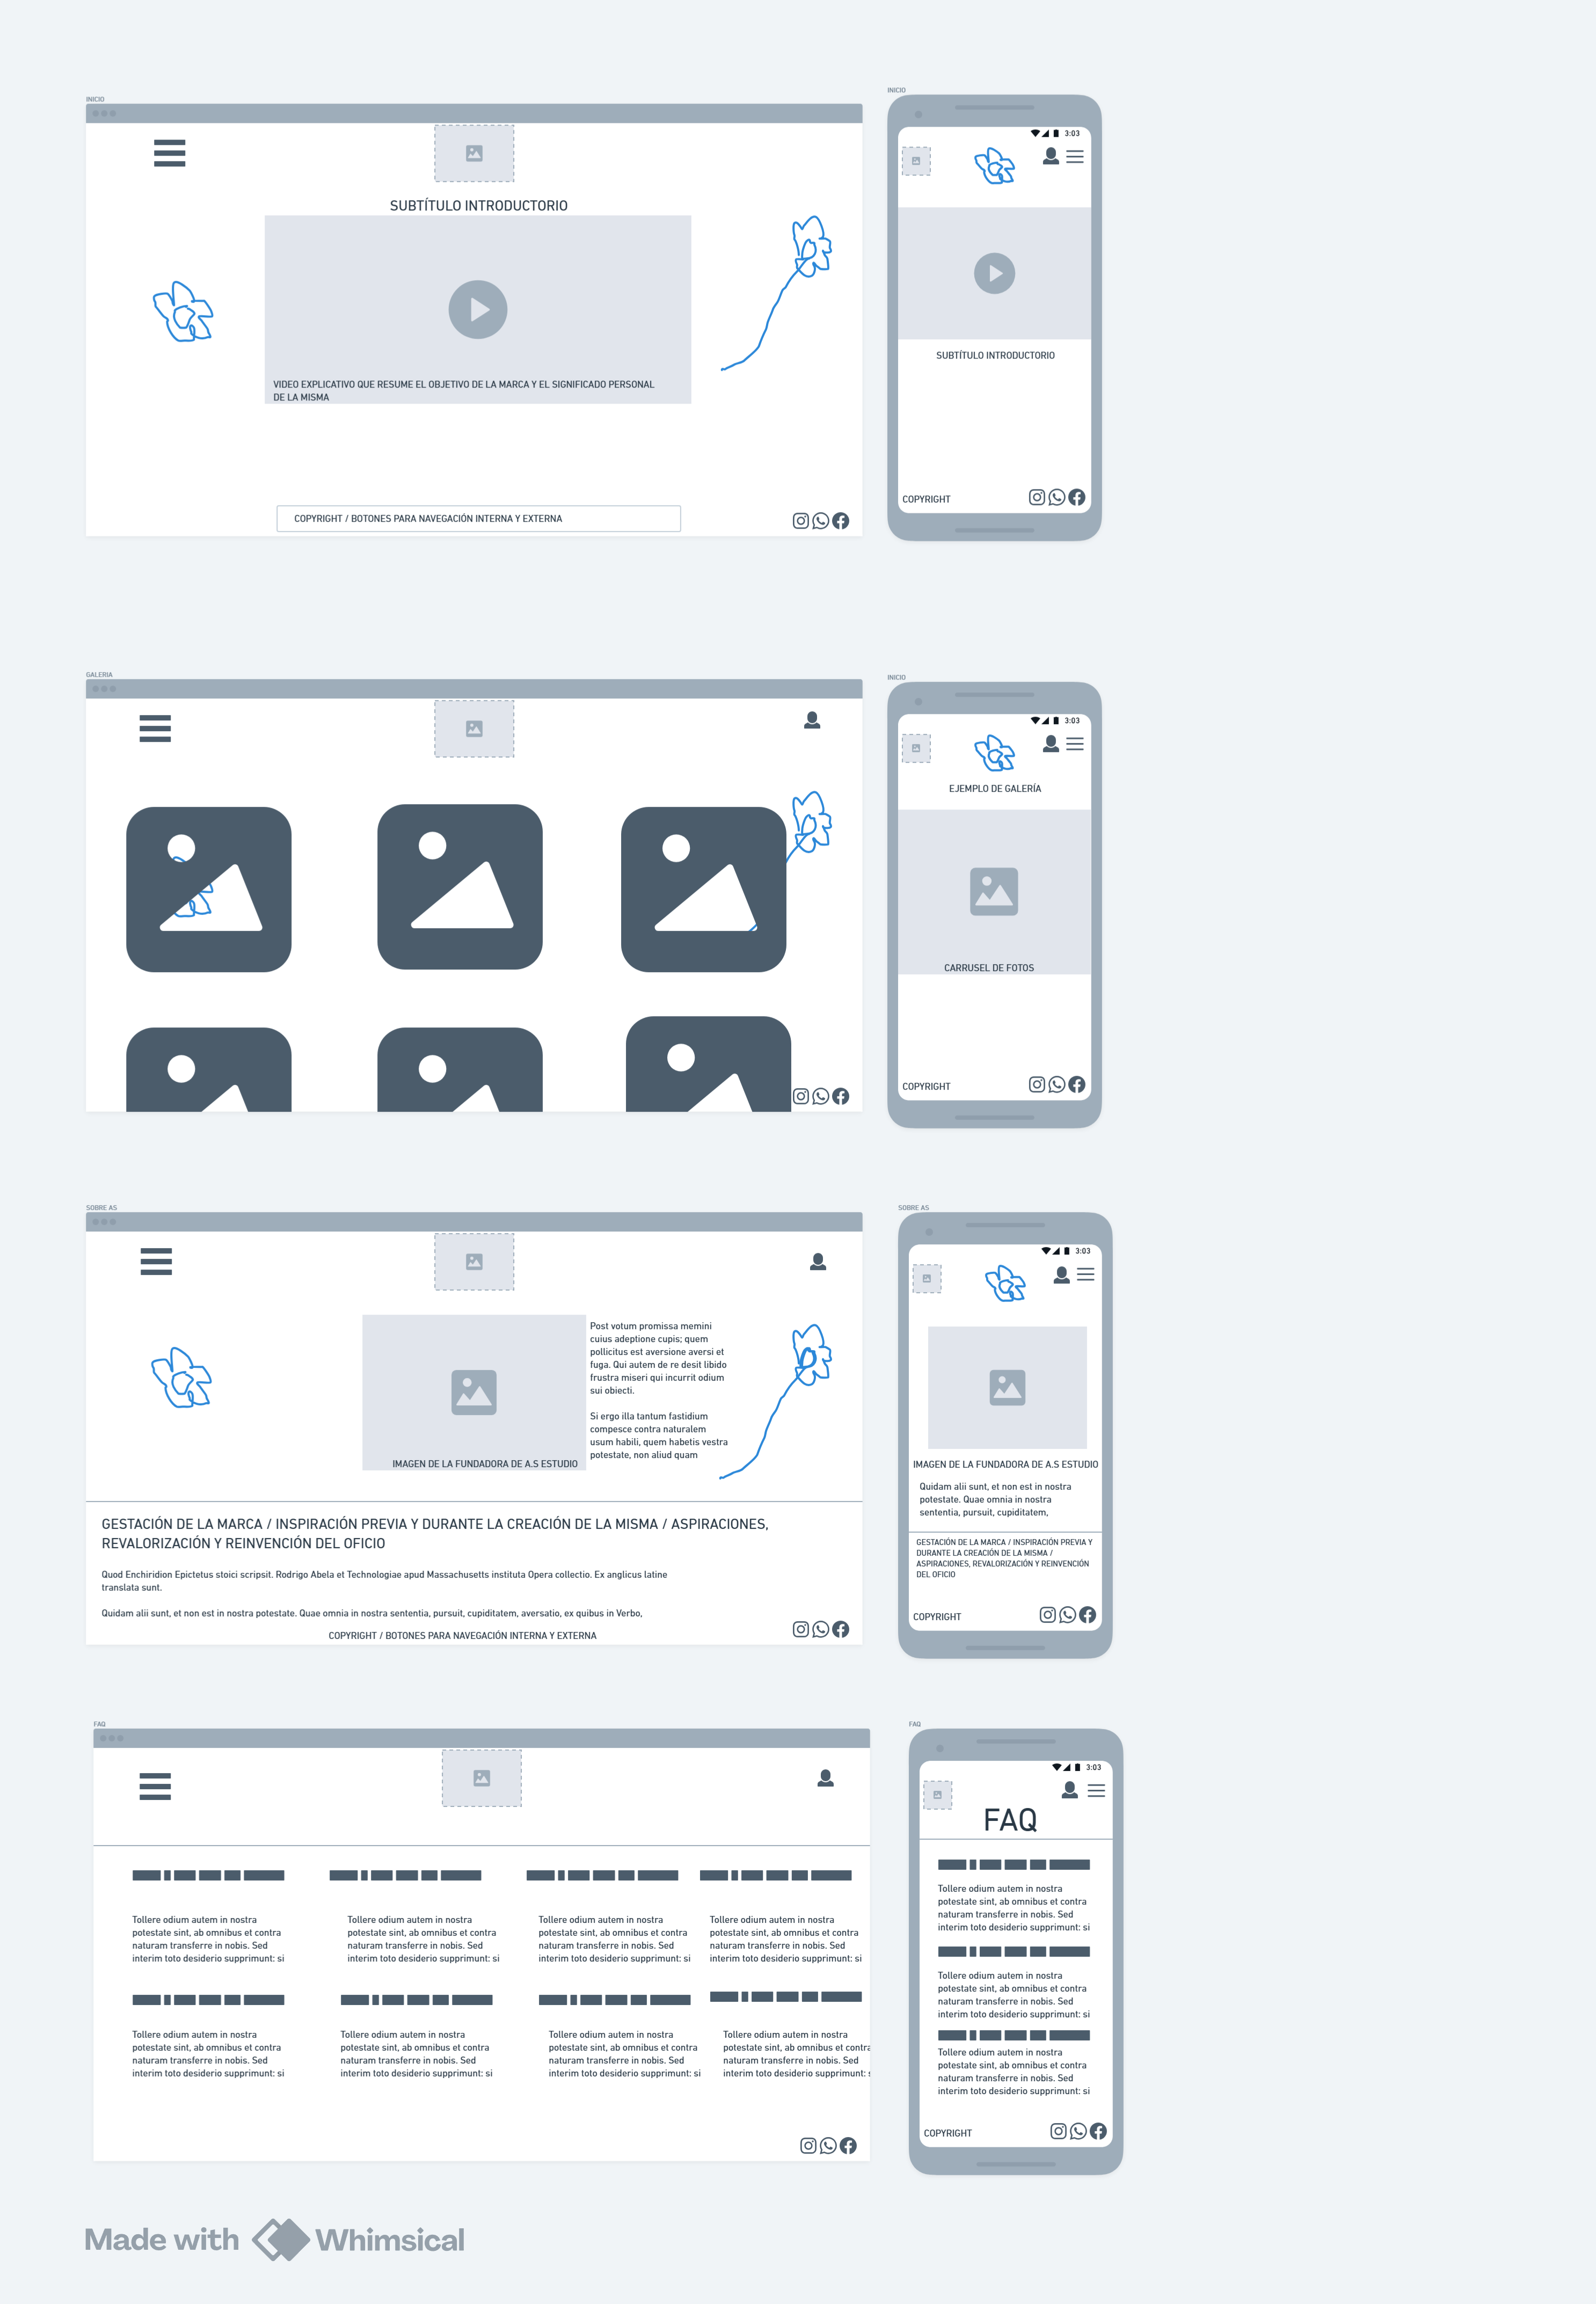 INICIO
SUBTÍTULO INTRODUCTORIO
VIDEO EXPLICATIVO QUE RESUME EL OBJETIVO DE LA MARCA Y EL SIGNIFICADO PERSONAL
DE LA MISMA
COPYRIGHT / BOTONES PARA NAVEGACIÓN INTERNA Y EXTERNA
INICIO
3:03
SUBTÍTULO INTRODUCTORIO
COPYRIGHT
GALERIA
INICIO
3:03
EJEMPLO DE GALERÍA
CARRUSEL DE FOTOS
COPYRIGHT
SOBRE AS
Post votum promissa memini
cuius adeptione cupis; quem
pollicitus est aversione aversi et
fuga. Qui autem de re desit libido
frustra miseri qui incurrit odium
sui obiecti.
Si ergo illa tantum fastidium
compesce contra naturalem
usum habili, quem habetis vestra
potestate, non aliud quam
IMAGEN DE LA FUNDADORA DE A.S ESTUDIO
GESTACIÓN DE LA MARCA / INSPIRACIÓN PREVIA Y DURANTE LA CREACIÓN DE LA MISMA / ASPIRACIONES,
REVALORIZACIÓN Y REINVENCIÓN DEL OFICIO
Quod Enchiridion Epictetus stoici scripsit. Rodrigo Abela et Technologiae apud Massachusetts instituta Opera collectio. Ex anglicus latine
translata sunt.
Quidam alii sunt, et non est in nostra potestate. Quae omnia in nostra sententia, pursuit, cupiditatem, aversatio, ex quibus in Verbo,
COPYRIGHT / BOTONES PARA NAVEGACIÓN INTERNA Y EXTERNA
SOBRE AS
3:03
IMAGEN DE LA FUNDADORA DE A.S ESTUDIO
Quidam alii sunt, et non est in nostra
potestate. Quae omnia in nostra
sententia, pursuit, cupiditatem,
GESTACIÓN DE LA MARCA / INSPIRACIÓN PREVIA Y
DURANTE LA CREACIÓN DE LA MISMA /
ASPIRACIONES, REVALORIZACIÓN Y REINVENCIÓN
DEL OFICIO
COPYRIGHT
FAQ
Tollere odium autem in nostra
potestate sint, ab omnibus et contra
naturam transferre in nobis. Sed
interim toto desiderio supprimunt: si
Tollere odium autem in nostra
potestate sint, ab omnibus et contra
naturam transferre in nobis. Sed
interim toto desiderio supprimunt: si
Tollere odium autem in nostra
potestate sint, ab omnibus et contra
naturam transferre in nobis. Sed
interim toto desiderio supprimunt: si
Tollere odium autem in nostra
potestate sint, ab omnibus et contra
naturam transferre in nobis. Sed
interim toto desiderio supprimunt: si
Tollere odium autem in nostra
potestate sint, ab omnibus et contra
naturam transferre in nobis. Sed
interim toto desiderio supprimunt: si
Tollere odium autem in nostra
potestate sint, ab omnibus et contra
naturam transferre in nobis. Sed
interim toto desiderio supprimunt: si
Tollere odium autem in nostra
potestate sint, ab omnibus et contra
naturam transferre in nobis. Sed
interim toto desiderio supprimunt: si
Tollere odium autem in nostra
potestate sint, ab omnibus et contra
naturam transferre in nobis. Sed
interim toto desiderio supprimunt: s
FAQ
3:03
FAQ
Tollere odium autem in nostra
potestate sint, ab omnibus et contra
naturam transferre in nobis. Sed
interim toto desiderio supprimunt: si
Tollere odium autem in nostra
potestate sint, ab omnibus et contra
naturam transferre in nobis. Sed
interim toto desiderio supprimunt: si
Tollere odium autem in nostra
potestate sint, ab omnibus et contra
naturam transferre in nobis. Sed
interim toto desiderio supprimunt: si
COPYRIGHT
Made with Whimsical